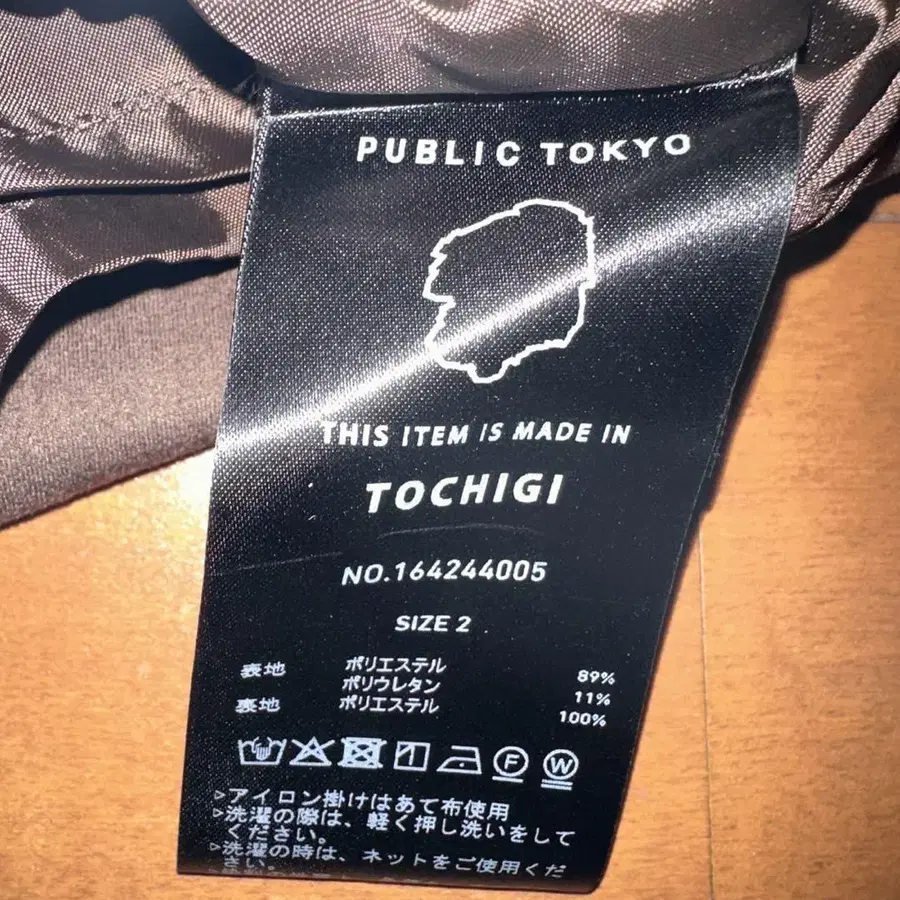 PUBLIC TOKYO
THIS ITEM IS MADE IN
TOCHIGI
NO.164244005
SIZE 2
表地 ポリエステル 89%
ポリウレタン 11%
裏地 ポリエステル 100%
F W
▷アイロン掛けはあて布使用
▷洗濯の際は、軽く押し洗いをして
ください。
▷洗濯の時は、ネットをご使用くだ
さい。